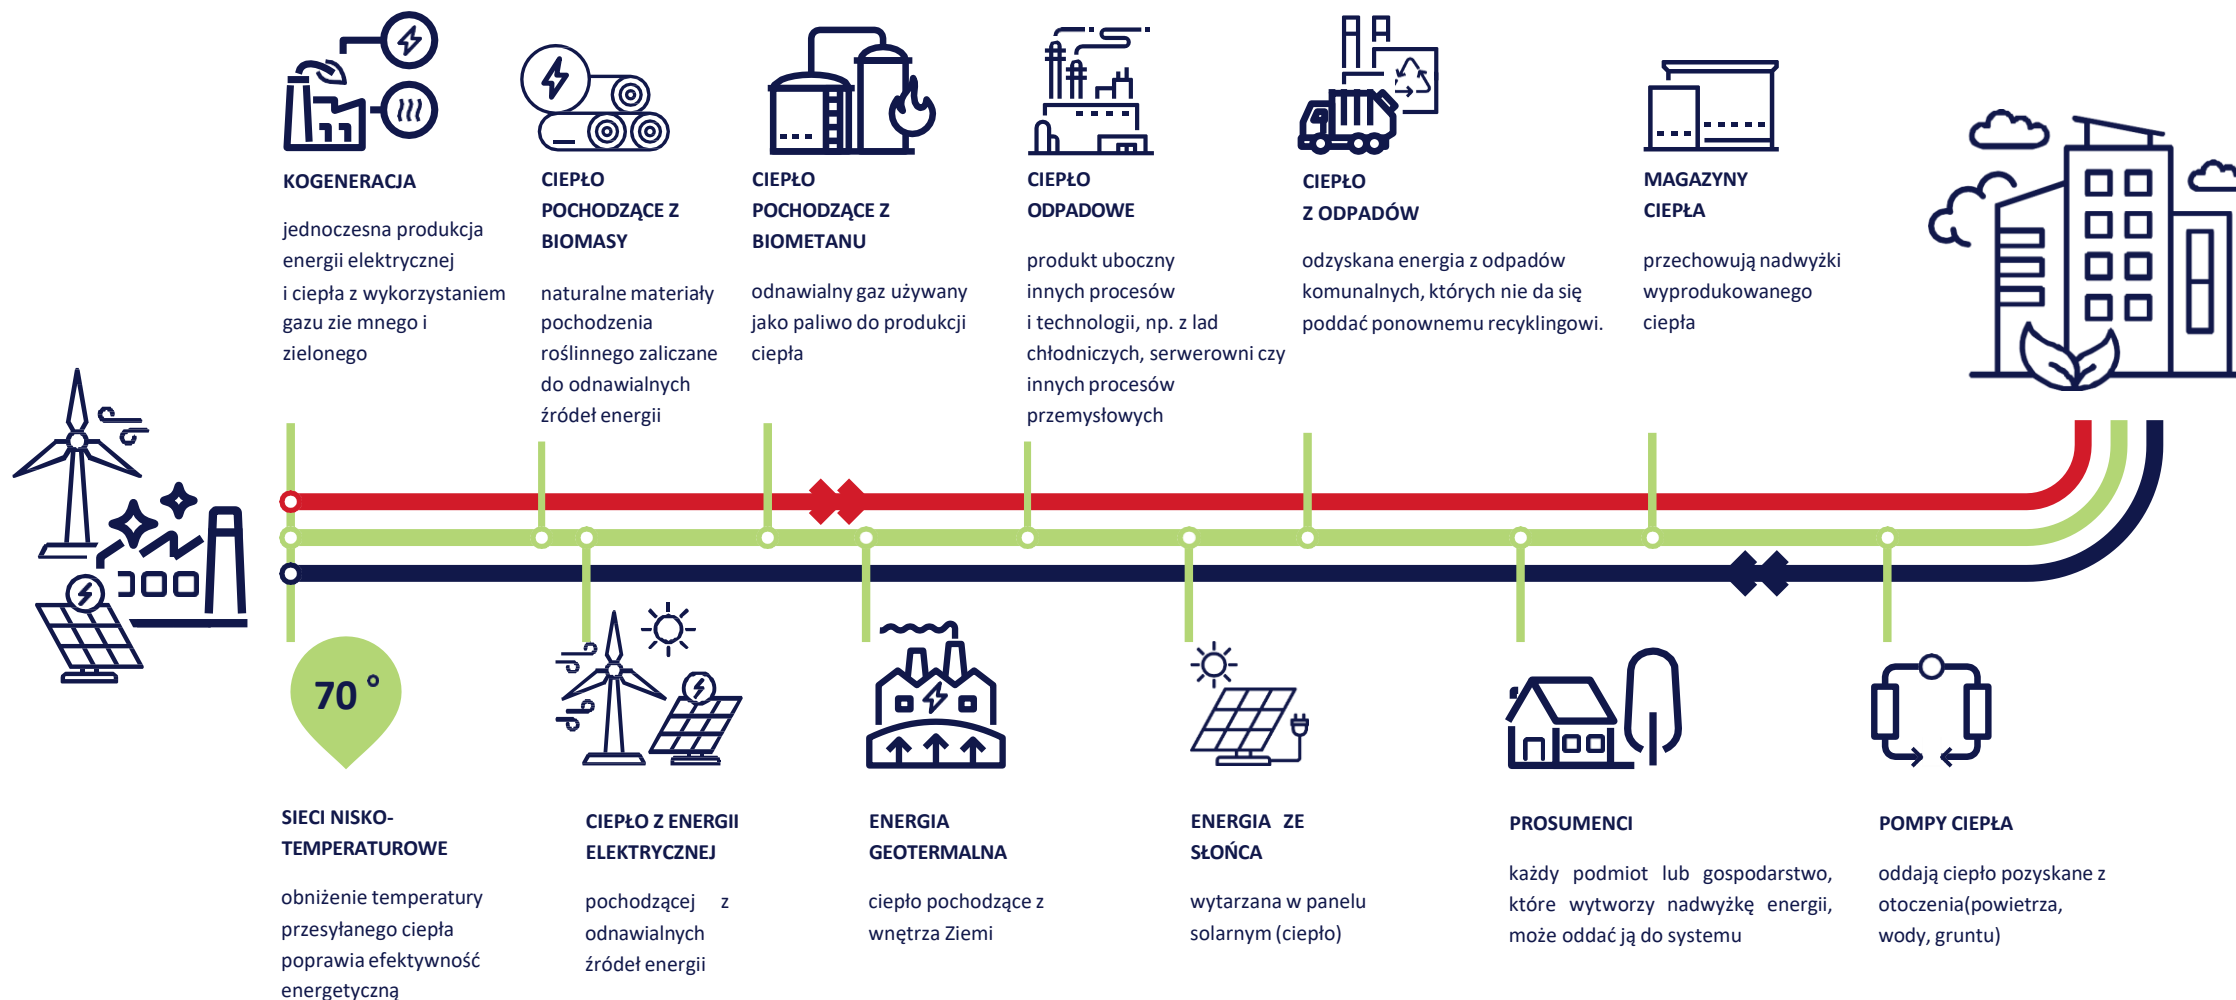 KOGENERACJA
jednoczesna produkcja
energii elektrycznej
i ciepła z wykorzystaniem
gazu zie mnego i
zielonego
CIEPŁO
POCHODZĄCE Z
BIOMASY
naturalne materiały
pochodzenia
roślinnego zaliczane
do odnawialnych
źródeł energii
CIEPŁO
POCHODZĄCE Z
BIOMETANU
odnawialny gaz używany
jako paliwo do produkcji
ciepła
CIEPŁO
ODPADOWE
produkt uboczny
innych procesów
i technologii, np. z lad
chłodniczych, serwerowni czy
innych procesów
przemysłowych
CIEPŁO
Z ODPADÓW
odzyskana energia z odpadów
komunalnych, których nie da się
poddać ponownemu recyklingowi.
MAGAZYNY
CIEPŁA
przechowują nadwyżki
wyprodukowanego
ciepła
70 °
SIECI NISKO-
TEMPERATUROWE
obniżenie temperatury
przesyłanego ciepła
poprawia efektywność
energetyczną
CIEPŁO Z ENERGII
ELEKTRYCZNEJ
pochodzącej z
odnawialnych
źródeł energii
ENERGIA
GEOTERMALNA
ciepło pochodzące z
wnętrza Ziemi
ENERGIA ZE
SŁOŃCA
wytarzana w panelu
solarnym (ciepło)
PROSUMENCI
każdy podmiot lub gospodarstwo,
które wytworzy nadwyżkę energii,
może oddać ją do systemu
POMPY CIEPŁA
oddają ciepło pozyskane z
otoczenia(powietrza,
wody, gruntu)